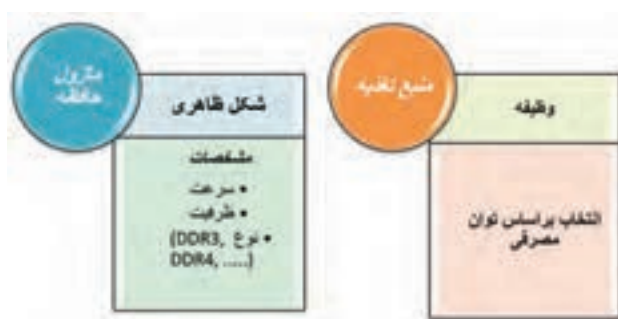 منبع تغذیه
وظیفه
انتخاب براساس توان
مصرفی
ماژول
حافظه
شکل ظاهری
مشخصات
• سرعت
• ظرفیت
• نوع (DDR3,
DDR4, .....)